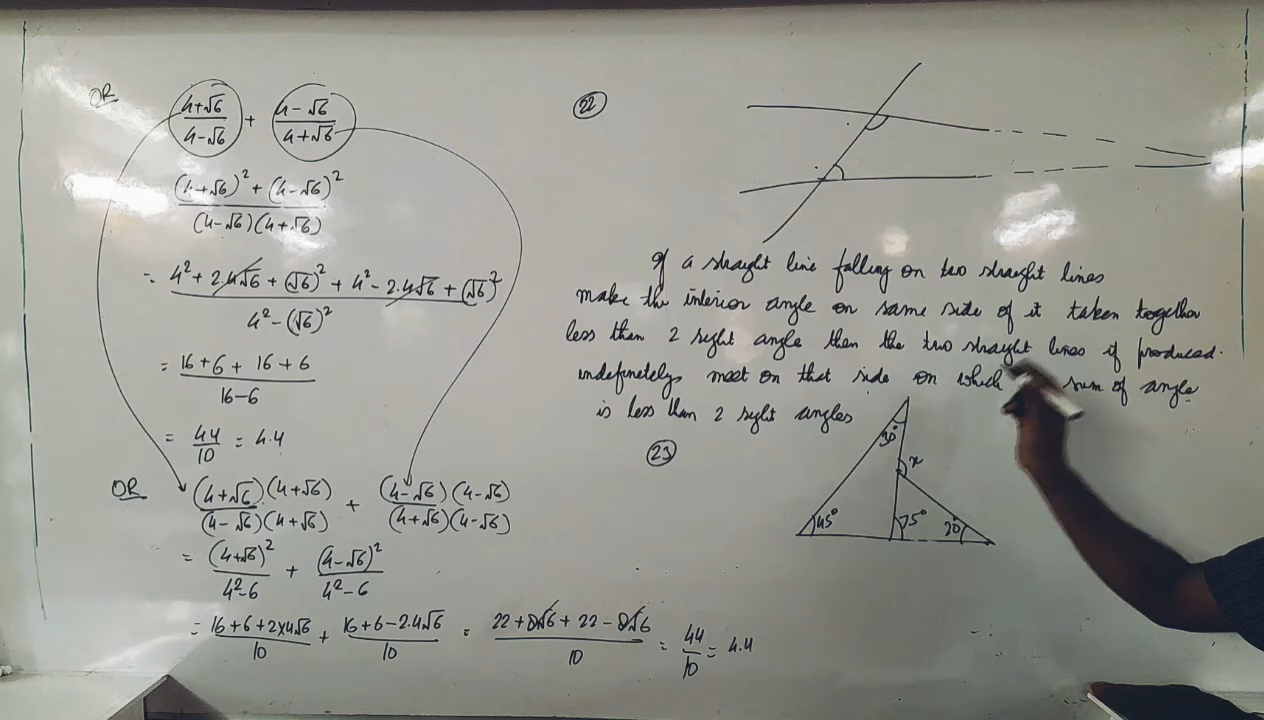 OR
(4+√6)/(4-√6) + (4-√6)/(4+√6)
((4+√6)² + (4-√6)²)/((4-√6)(4+√6))
= (4² + 2.4√6 + (√6)² + 4² - 2.4√6 + (√6)²)/(4² - (√6)²)
= (16+6+16+6)/(16-6)
= 44/10 = 4.4
OR ((4+√6)(4+√6))/((4-√6)(4+√6)) + ((4-√6)(4-√6))/((4+√6)(4-√6))
= (4+√6)²/(4²-6) + (4-√6)²/(4²-6)
= (16+6+2×4√6)/10 + (16+6-2.4√6)/10 = (22+8√6+22-8√6)/10 = 44/10 = 4.4
22
If a straight line falling on two straight lines
make the interior angle on same side of it taken together
less than 2 right angle then the two straight lines if produced.
indefinetely meet on that side on which sum of angle
is less than 2 right angles
23
30°
x
45°
75°
20°